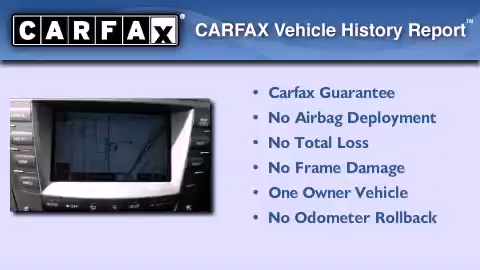 CARFAX
CARFAX Vehicle History Report™
• Carfax Guarantee
• No Airbag Deployment
• No Total Loss
• No Frame Damage
• One Owner Vehicle
• No Odometer Rollback